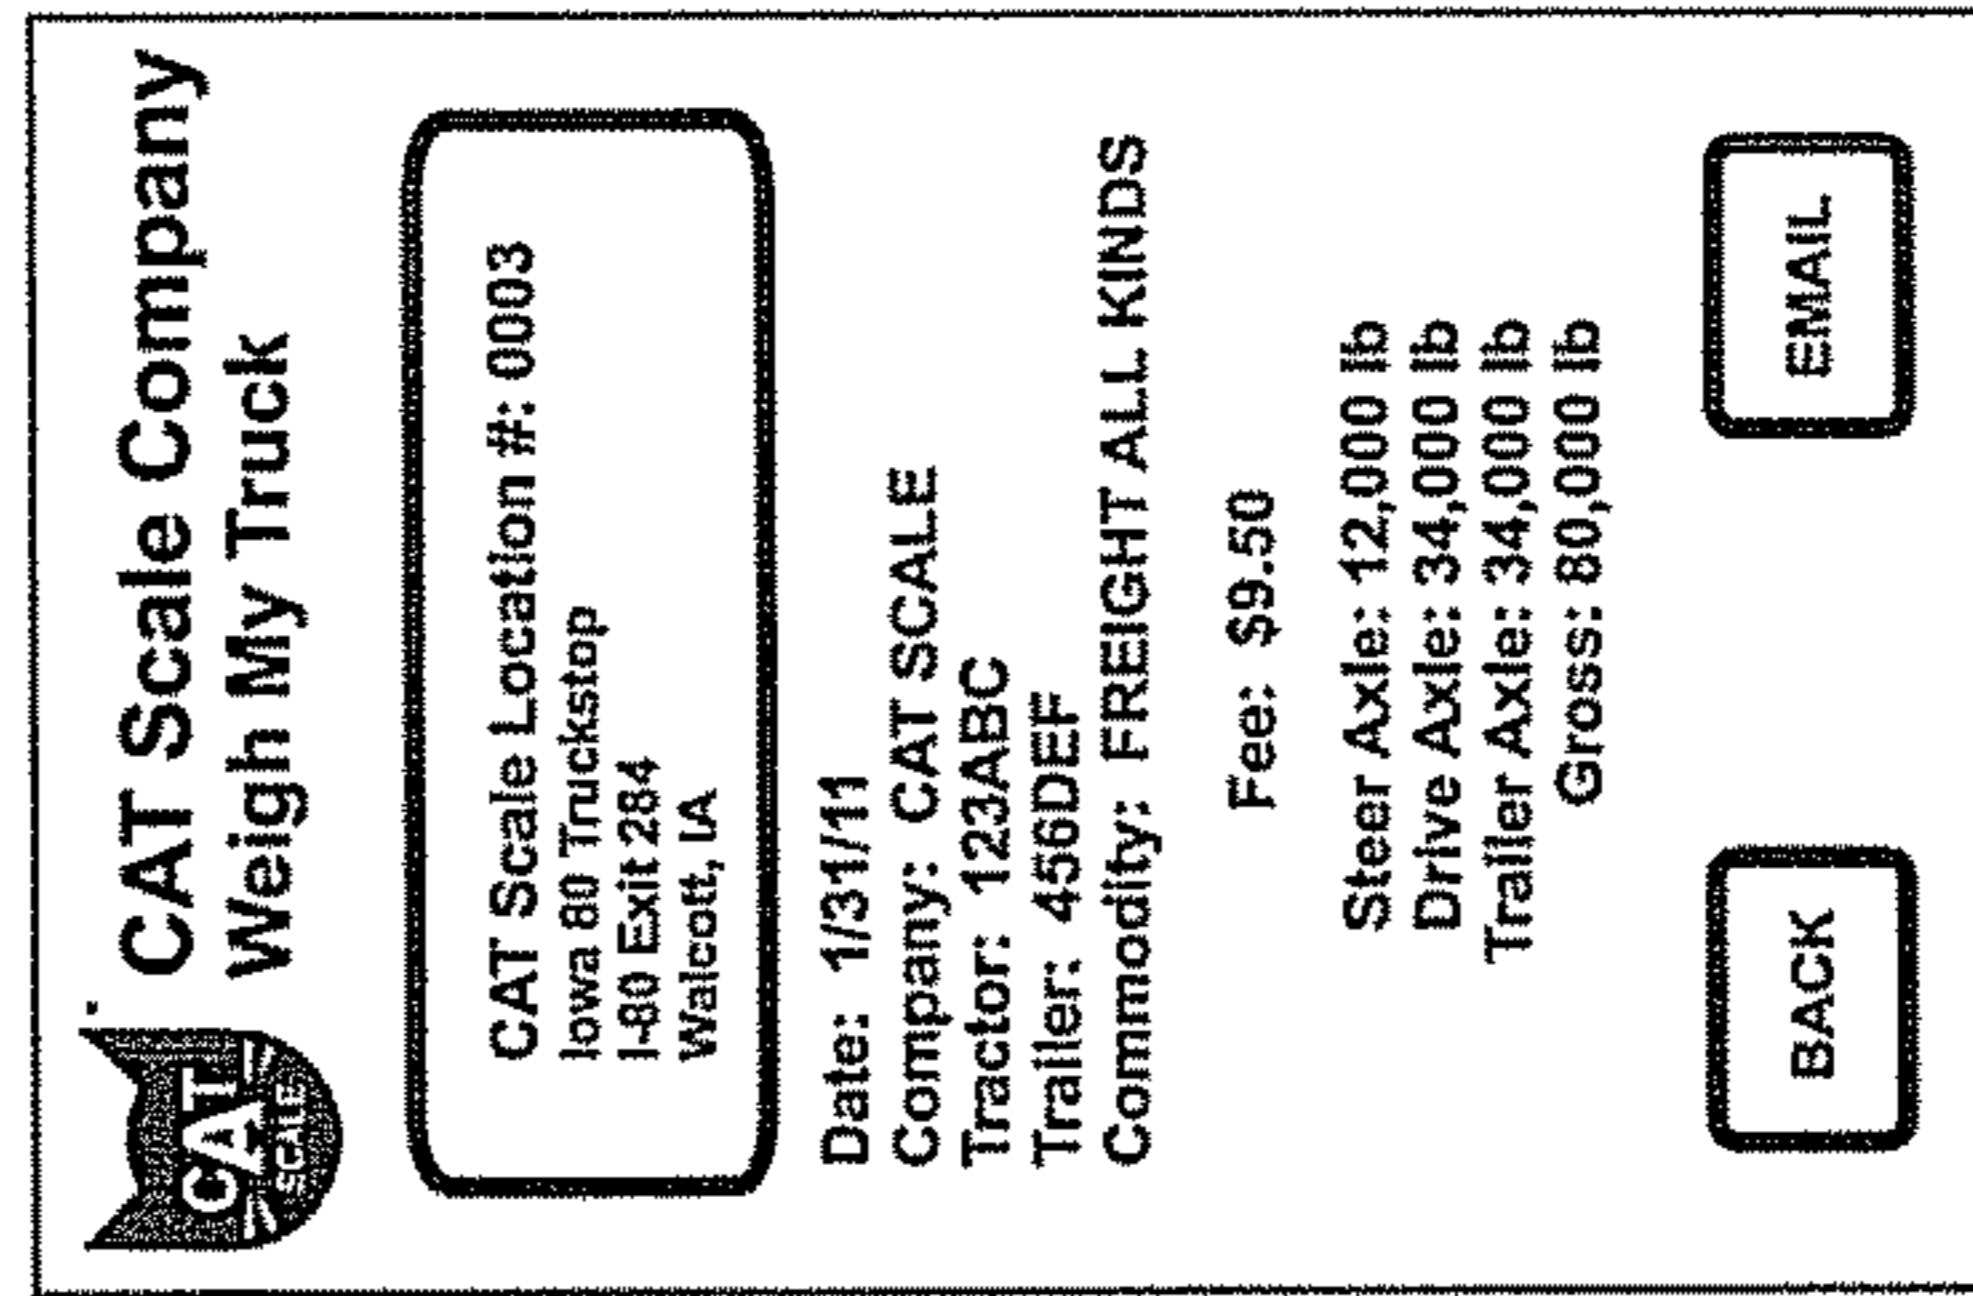 CAT
SCALE
CAT Scale Company
Weigh My Truck
CAT Scale Location #: 0003
Iowa 80 Truckstop
I-80 Exit 284
Walcott, IA
Date: 1/31/11
Company: CAT SCALE
Tractor: 123ABC
Trailer: 456DEF
Commodity: FREIGHT ALL KINDS
Fee: $9.50
Steer Axle: 12,000 lb
Drive Axle: 34,000 lb
Trailer Axle: 34,000 lb
Gross: 80,000 lb
BACK
EMAIL